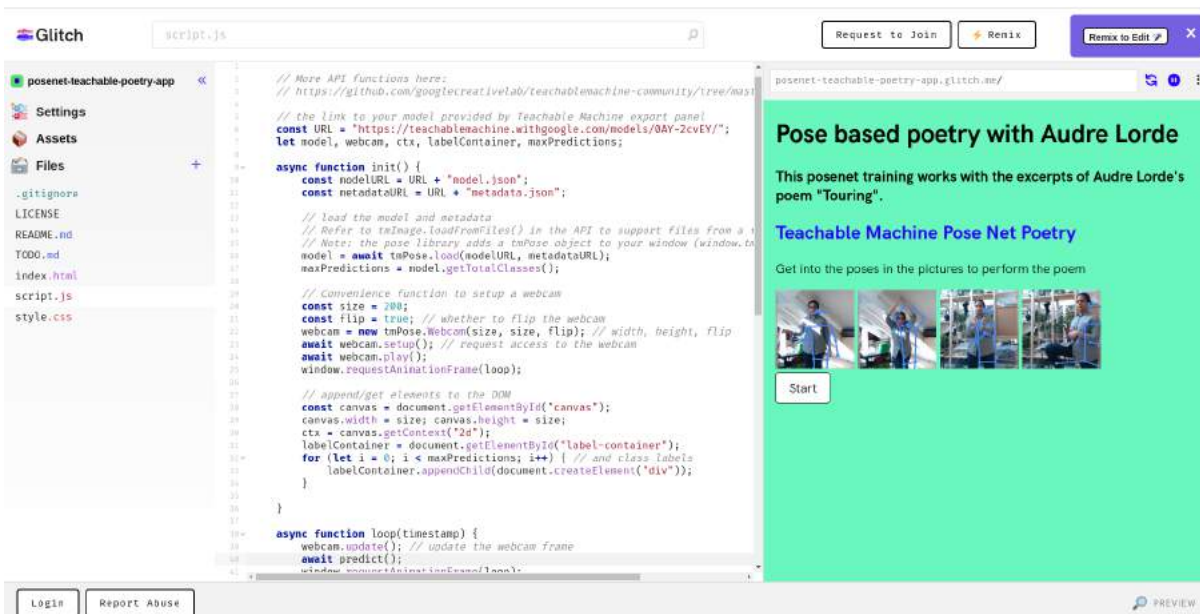 Glitch
script.js
Request to Join
Remix
Remix to Edit
X
posenet-teachable-poetry-app
«
Settings
Assets
Files
+
.gitignore
LICENSE
README.md
TODO.md
index.html
script.js
style.css
// More API functions here:
// https://github.com/googlecreativelab/teachablemachine-community/tree/mast
// the link to your model provided by Teachable Machine export panel
const URL = "https://teachablemachine.withgoogle.com/models/0AY-2cvEY/";
let model, webcam, ctx, labelContainer, maxPredictions;
async function init() {
const modelURL = URL + "model.json";
const metadataURL = URL + "metadata.json";
// load the model and metadata
// Refer to tmImage.loadFromFiles() in the API to support files from a
// Note: the pose library adds a tmPose object to your window (window.tm
model = await tmPose.load(modelURL, metadataURL);
maxPredictions = model.getTotalClasses();
// Convenience function to setup a webcam
const size = 200;
const flip = true; // whether to flip the webcam
webcam = new tmPose.Webcam(size, size, flip); // width, height, flip
await webcam.setup(); // request access to the webcam
await webcam.play();
window.requestAnimationFrame(loop);
// append/get elements to the DOM
const canvas = document.getElementById("canvas");
canvas.width = size; canvas.height = size;
ctx = canvas.getContext("2d");
labelContainer = document.getElementById("label-container");
for (let i = 0; i < maxPredictions; i++) { // and class labels
labelContainer.appendChild(document.createElement("div"));
}
}
async function loop(timestamp) {
webcam.update(); // update the webcam frame
await predict();
window.requestAnimationFrame(loop);
posenet-teachable-poetry-app.glitch.me/
Pose based poetry with Audre Lorde
This posenet training works with the excerpts of Audre Lorde's
poem "Touring".
Teachable Machine Pose Net Poetry
Get into the poses in the pictures to perform the poem
Start
Login
Report Abuse
PREVIEW